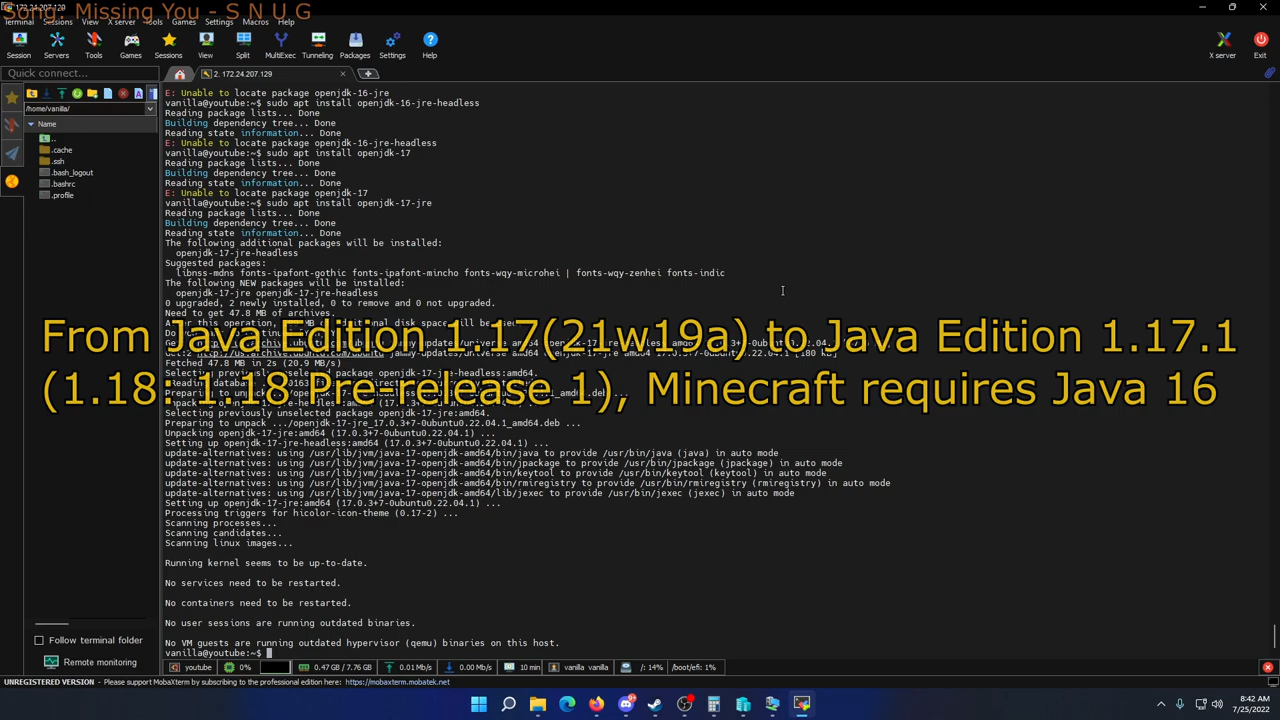 Song: Missing You - S N U G
172.24.207.129
Terminal Sessions View X server Tools Games Settings Macros Help
Session Servers Tools Games Sessions View Split MultiExec Tunneling Packages Settings Help X server Exit
Quick connect...
2. 172.24.207.129
/home/vanilla/
Name
..
.cache
.ssh
.bash_logout
.bashrc
.profile
E: Unable to locate package openjdk-16-jre
vanilla@youtube:~$ sudo apt install openjdk-16-jre-headless
Reading package lists... Done
Building dependency tree... Done
Reading state information... Done
E: Unable to locate package openjdk-16-jre-headless
vanilla@youtube:~$ sudo apt install openjdk-17
Reading package lists... Done
Building dependency tree... Done
Reading state information... Done
E: Unable to locate package openjdk-17
vanilla@youtube:~$ sudo apt install openjdk-17-jre
Reading package lists... Done
Building dependency tree... Done
Reading state information... Done
The following additional packages will be installed:
openjdk-17-jre-headless
Suggested packages:
libnss-mdns fonts-ipafont-gothic fonts-ipafont-mincho fonts-wqy-microhei | fonts-wqy-zenhei fonts-indic
The following NEW packages will be installed:
openjdk-17-jre openjdk-17-jre-headless
0 upgraded, 2 newly installed, 0 to remove and 0 not upgraded.
Need to get 47.8 MB of archives.
From Java Edition 1.17(21w19a) to Java Edition 1.17.1
(1.18: 1.18 Pre-release 1), Minecraft requires Java 16
Fetched 47.8 MB in 2s (20.9 MB/s)
Selecting previously unselected package openjdk-17-jre:amd64.
Preparing to unpack .../openjdk-17-jre_17.0.3+7-0ubuntu0.22.04.1_amd64.deb ...
Unpacking openjdk-17-jre:amd64 (17.0.3+7-0ubuntu0.22.04.1) ...
Setting up openjdk-17-jre-headless:amd64 (17.0.3+7-0ubuntu0.22.04.1) ...
update-alternatives: using /usr/lib/jvm/java-17-openjdk-amd64/bin/java to provide /usr/bin/java (java) in auto mode
update-alternatives: using /usr/lib/jvm/java-17-openjdk-amd64/bin/jpackage to provide /usr/bin/jpackage (jpackage) in auto mode
update-alternatives: using /usr/lib/jvm/java-17-openjdk-amd64/bin/keytool to provide /usr/bin/keytool (keytool) in auto mode
update-alternatives: using /usr/lib/jvm/java-17-openjdk-amd64/bin/rmiregistry to provide /usr/bin/rmiregistry (rmiregistry) in auto mode
update-alternatives: using /usr/lib/jvm/java-17-openjdk-amd64/lib/jexec to provide /usr/bin/jexec (jexec) in auto mode
Setting up openjdk-17-jre:amd64 (17.0.3+7-0ubuntu0.22.04.1) ...
Processing triggers for hicolor-icon-theme (0.17-2) ...
Scanning processes...
Scanning candidates...
Scanning linux images...
Running kernel seems to be up-to-date.
No services need to be restarted.
No containers need to be restarted.
No user sessions are running outdated binaries.
No VM guests are running outdated hypervisor (qemu) binaries on this host.
vanilla@youtube:~$
Follow terminal folder
Remote monitoring
youtube 0% 0.47 GB / 7.76 GB 0.01 Mb/s 0.00 Mb/s 10 min vanilla vanilla /: 14% /boot/efi: 1%
UNREGISTERED VERSION - Please support MobaXterm by subscribing to the professional edition here: https://mobaxterm.mobatek.net
8:42 AM
7/25/2022